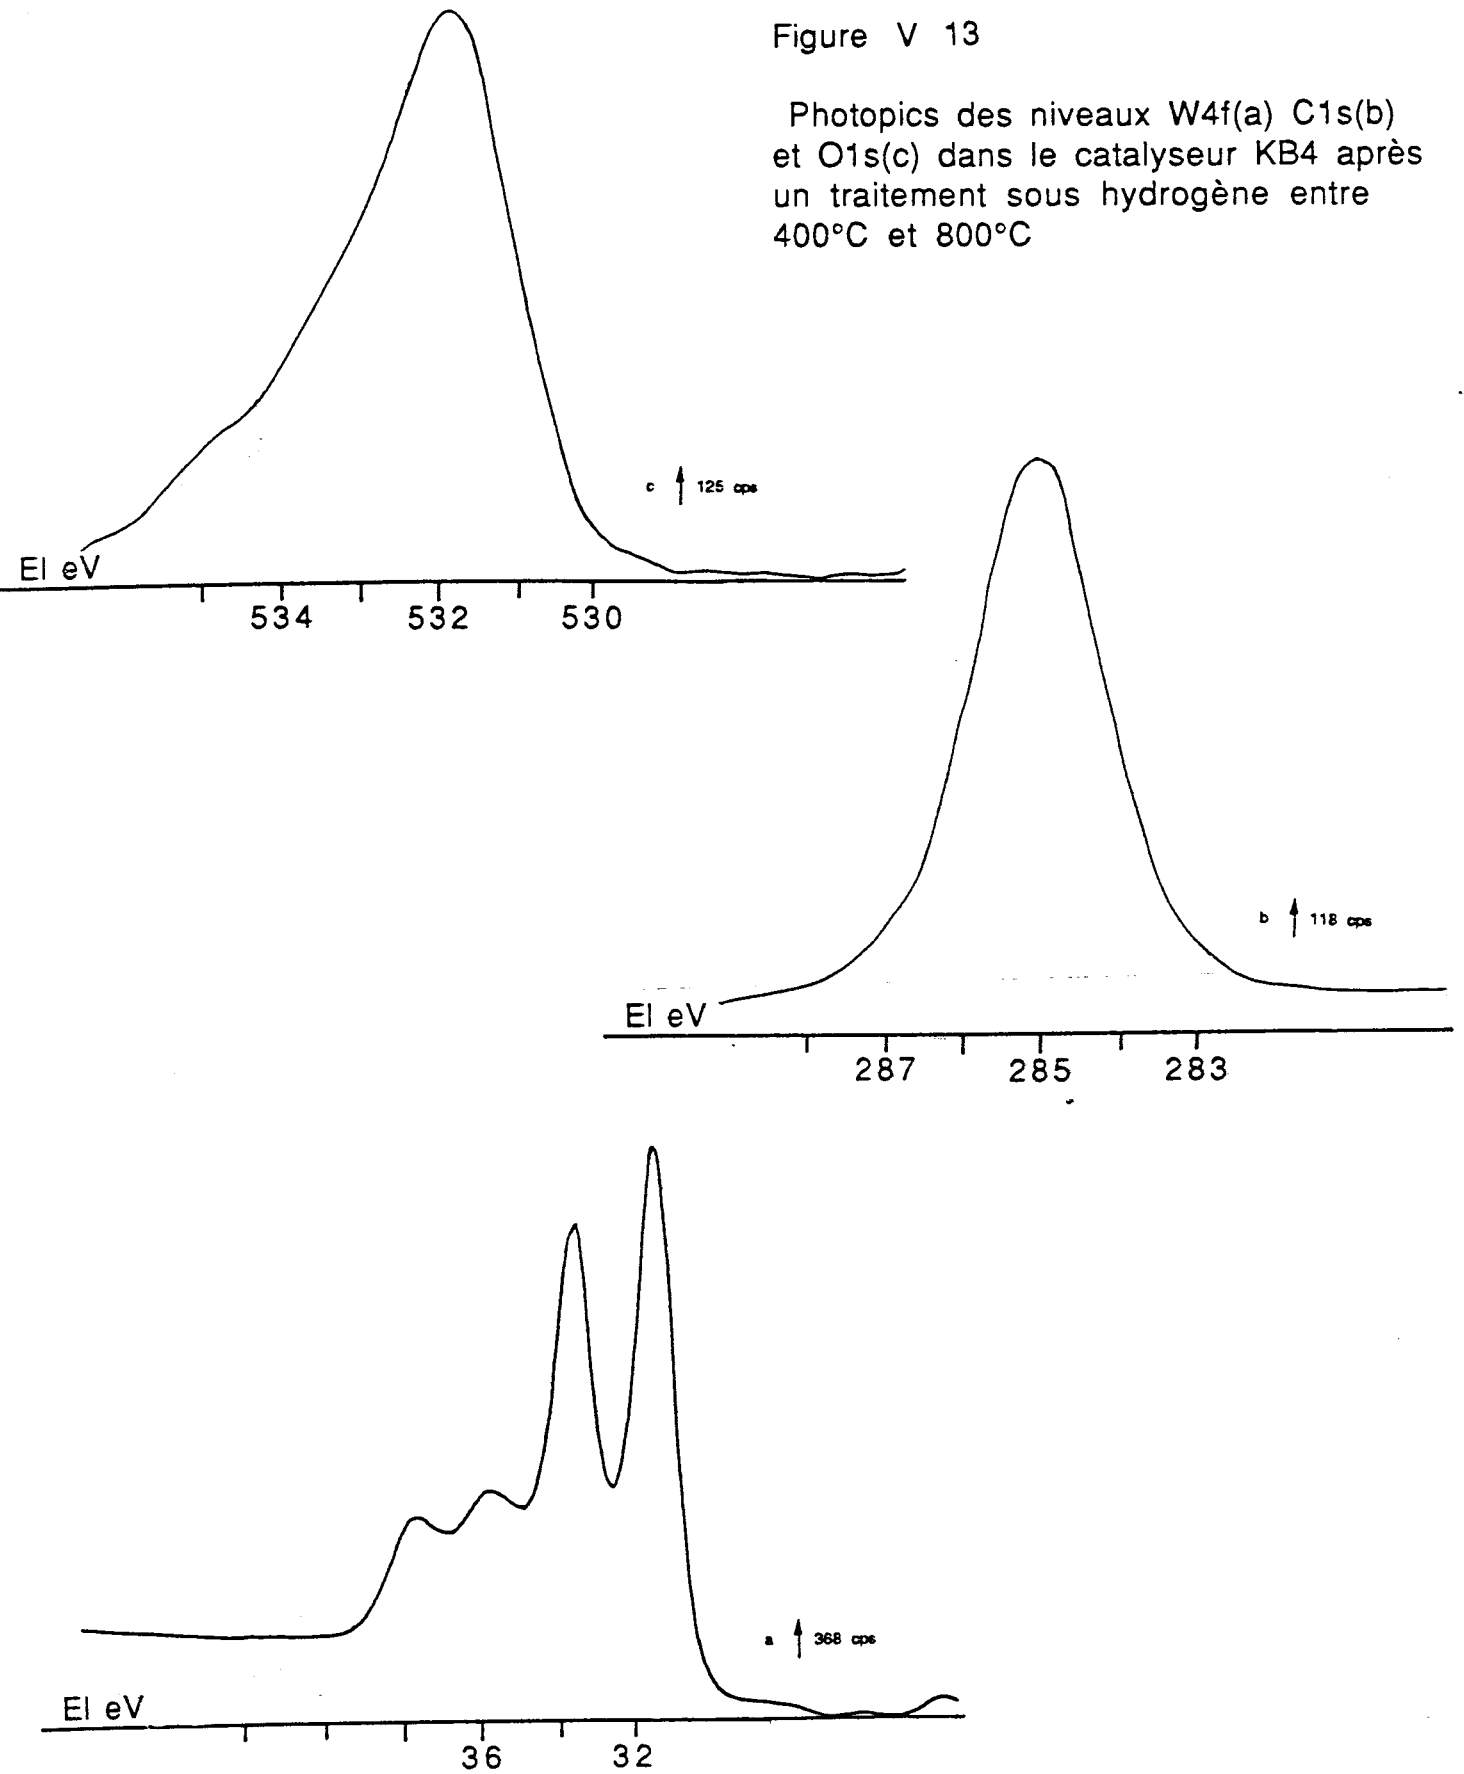 Figure V 13
Photopics des niveaux W4f(a) C1s(b)
et O1s(c) dans le catalyseur KB4 après
un traitement sous hydrogène entre
400°C et 800°C
c 125 cps
El eV
534 532 530
b 118 cps
El eV
287 285 283
a 368 cps
El eV
36 32